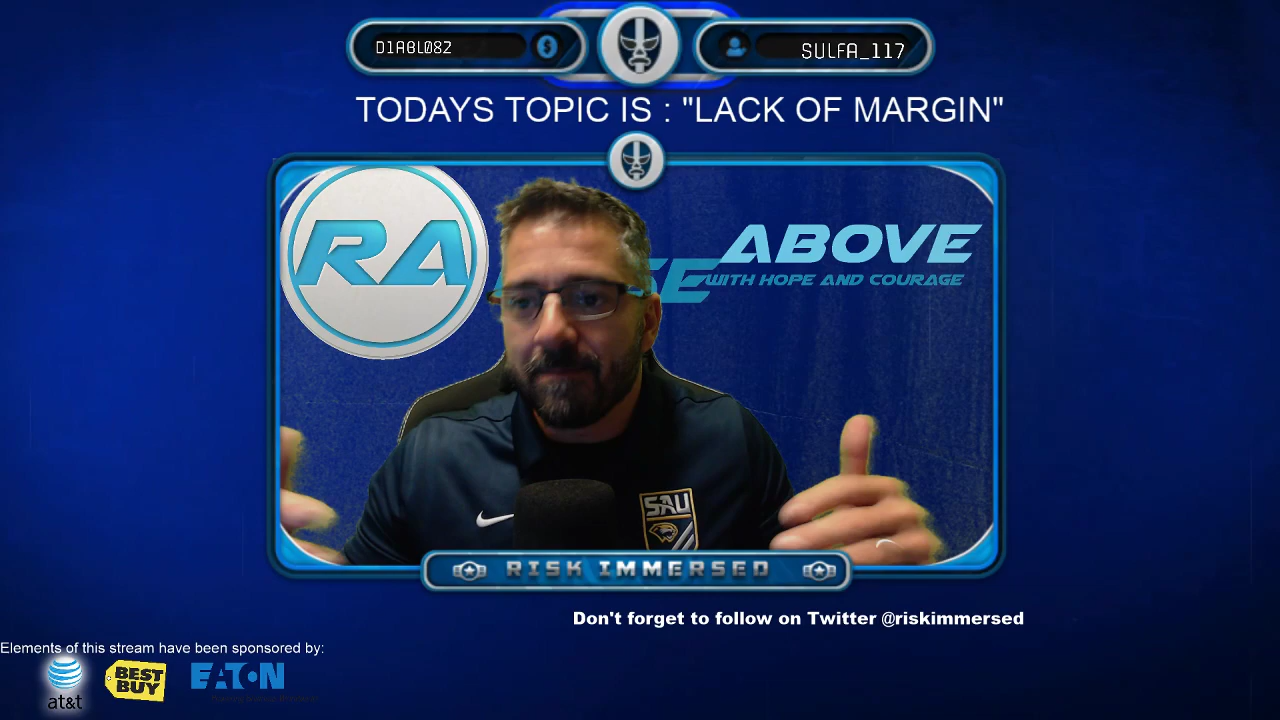 D1ABL082
SULFA_117
TODAYS TOPIC IS : "LACK OF MARGIN"
RA
ABOVE
WITH HOPE AND COURAGE
SAU
RISK IMMERSED
Don't forget to follow on Twitter @riskimmersed
Elements of this stream have been sponsored by:
at&t
BEST
BUY
EATON